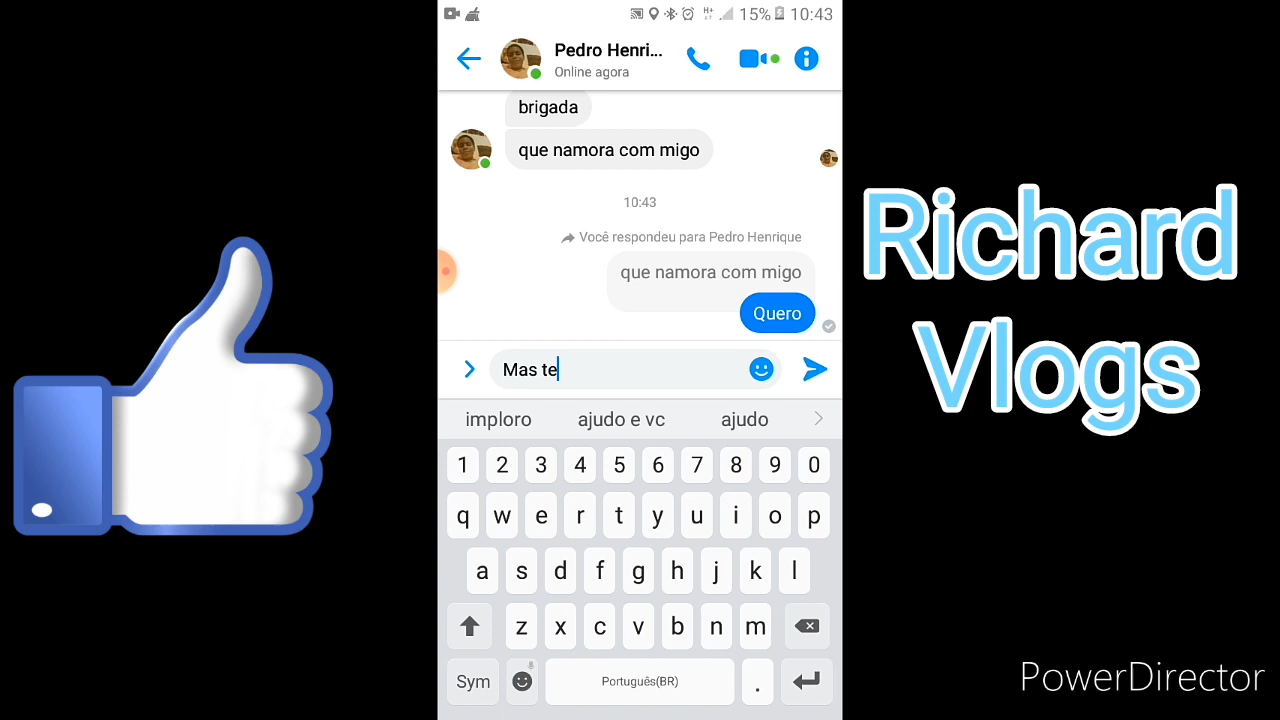 15% 10:43
Pedro Henri...
Online agora
brigada
que namora com migo
10:43
Você respondeu para Pedro Henrique
que namora com migo
Quero
Mas te
imploro ajudo e vc ajudo
1 2 3 4 5 6 7 8 9 0
q w e r t y u i o p
a s d f g h j k l
z x c v b n m
Sym Português(BR) .
Richard
Vlogs
PowerDirector